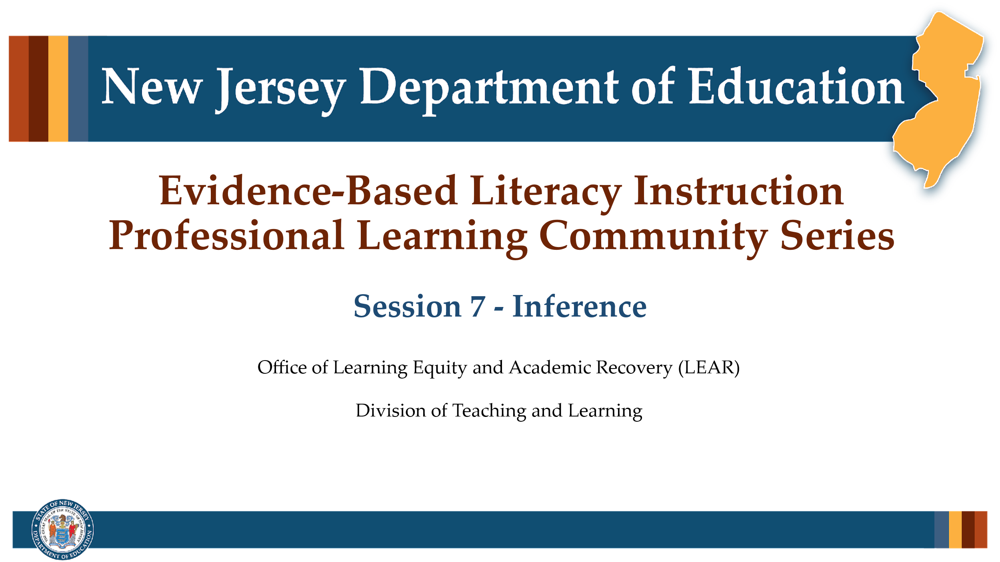 New Jersey Department of Education
Evidence-Based Literacy Instruction
Professional Learning Community Series
Session 7 - Inference
Office of Learning Equity and Academic Recovery (LEAR)
Division of Teaching and Learning
STATE OF NEW JERSEY
THE GREAT SEAL OF THE STATE OF NEW JERSEY
DEPARTMENT OF EDUCATION